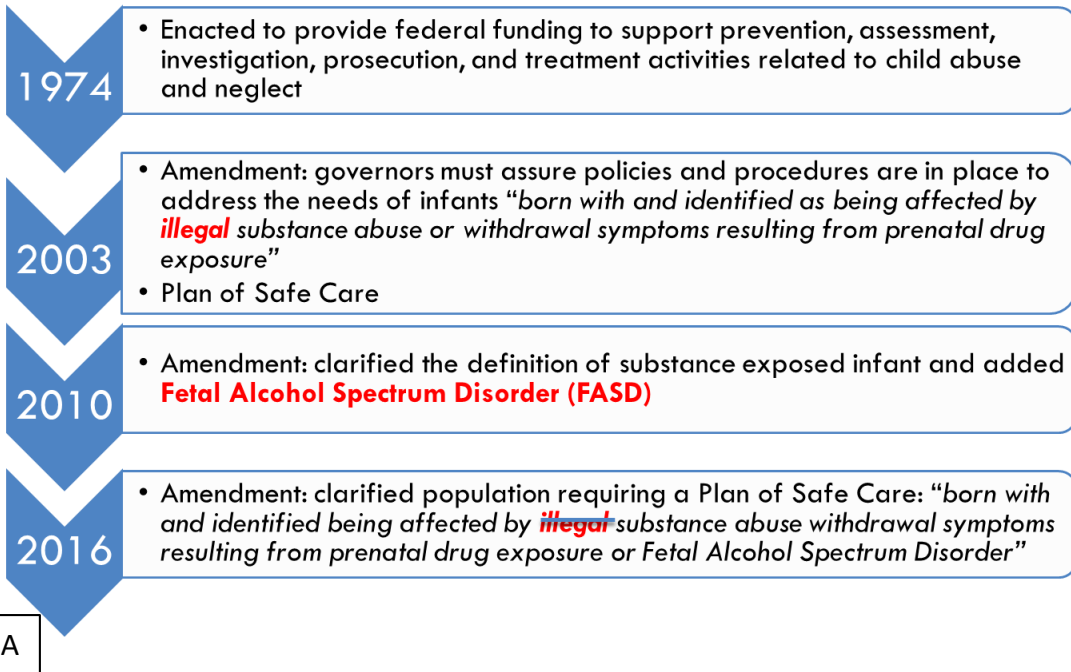 1974
• Enacted to provide federal funding to support prevention, assessment,
investigation, prosecution, and treatment activities related to child abuse
and neglect
2003
• Amendment: governors must assure policies and procedures are in place to
address the needs of infants “born with and identified as being affected by
illegal substance abuse or withdrawal symptoms resulting from prenatal drug
exposure”
• Plan of Safe Care
2010
• Amendment: clarified the definition of substance exposed infant and added
Fetal Alcohol Spectrum Disorder (FASD)
2016
• Amendment: clarified population requiring a Plan of Safe Care: “born with
and identified being affected by illegal substance abuse withdrawal symptoms
resulting from prenatal drug exposure or Fetal Alcohol Spectrum Disorder”
A